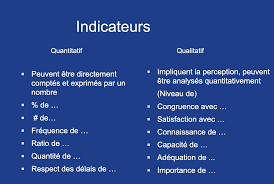 Indicateurs
Quantitatif
Peuvent être directement
comptés et exprimés par un
nombre
% de …
# de…
Fréquence de …
Ratio de …
Quantité de …
Respect des délais de …
Qualitatif
Impliquent la perception, peuvent
être analysés quantitativement
(Niveau de)
Congruence avec …
Satisfaction avec …
Connaissance de …
Capacité de …
Adéquation de ...
Importance de …